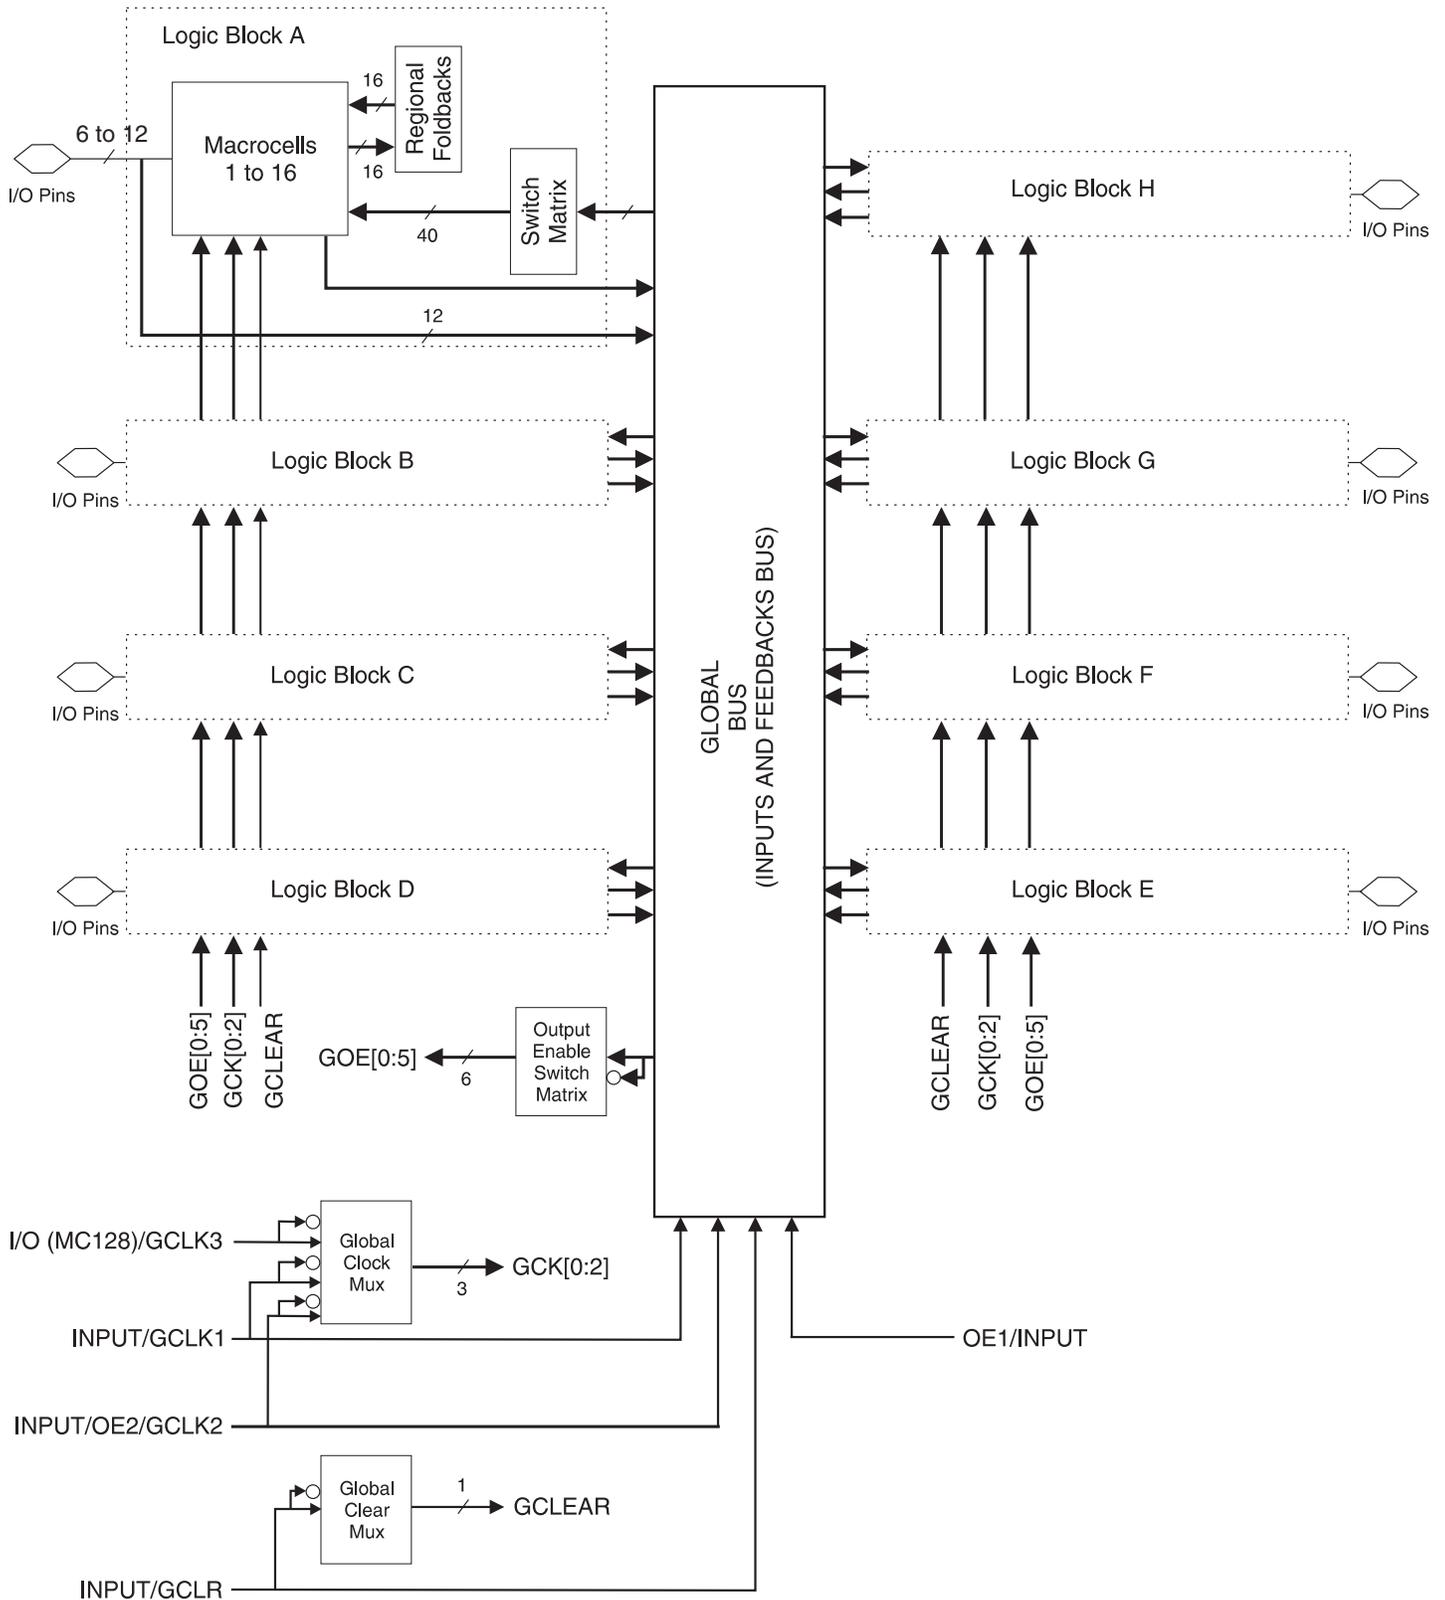 Logic Block A
16
Regional
Foldbacks
6 to 12
Macrocells
1 to 16
16
I/O Pins
40
Switch
Matrix
12
Logic Block H
I/O Pins
Logic Block B
I/O Pins
Logic Block G
I/O Pins
Logic Block C
I/O Pins
Logic Block F
I/O Pins
GLOBAL
BUS
(INPUTS AND FEEDBACKS BUS)
Logic Block D
I/O Pins
Logic Block E
I/O Pins
GOE[0:5]
GCK[0:2]
GCLEAR
GOE[0:5]
6
Output
Enable
Switch
Matrix
GCLEAR
GCK[0:2]
GOE[0:5]
I/O (MC128)/GCLK3
Global
Clock
Mux
3
GCK[0:2]
INPUT/GCLK1
OE1/INPUT
INPUT/OE2/GCLK2
Global
Clear
Mux
1
GCLEAR
INPUT/GCLR